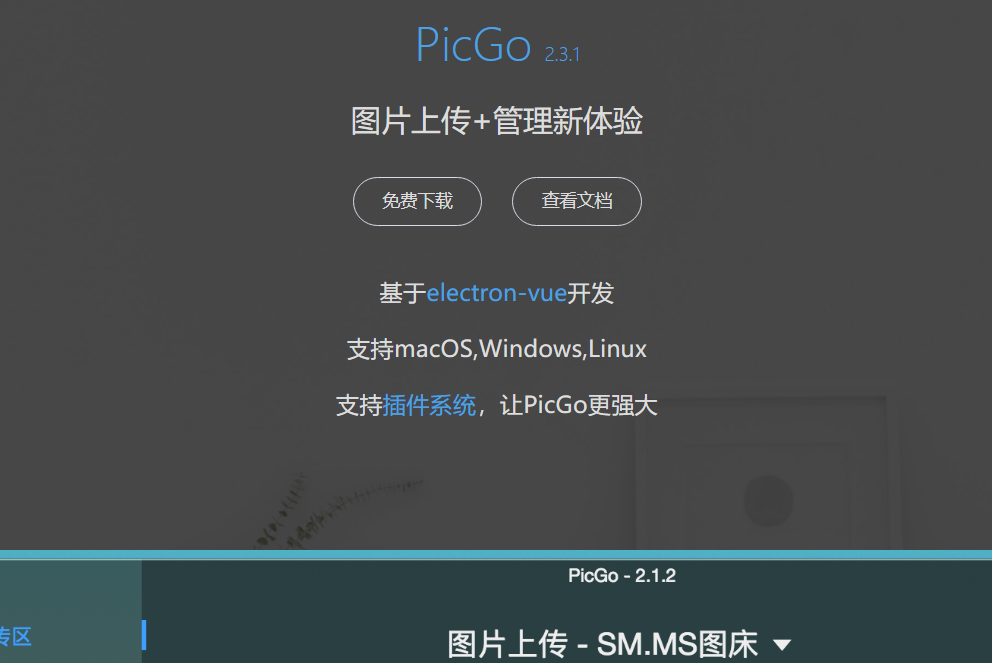 PicGo 2.3.1
图片上传+管理新体验
免费下载 查看文档
基于electron-vue开发
支持macOS,Windows,Linux
支持插件系统，让PicGo更强大
PicGo - 2.1.2
传区
图片上传 - SM.MS图床